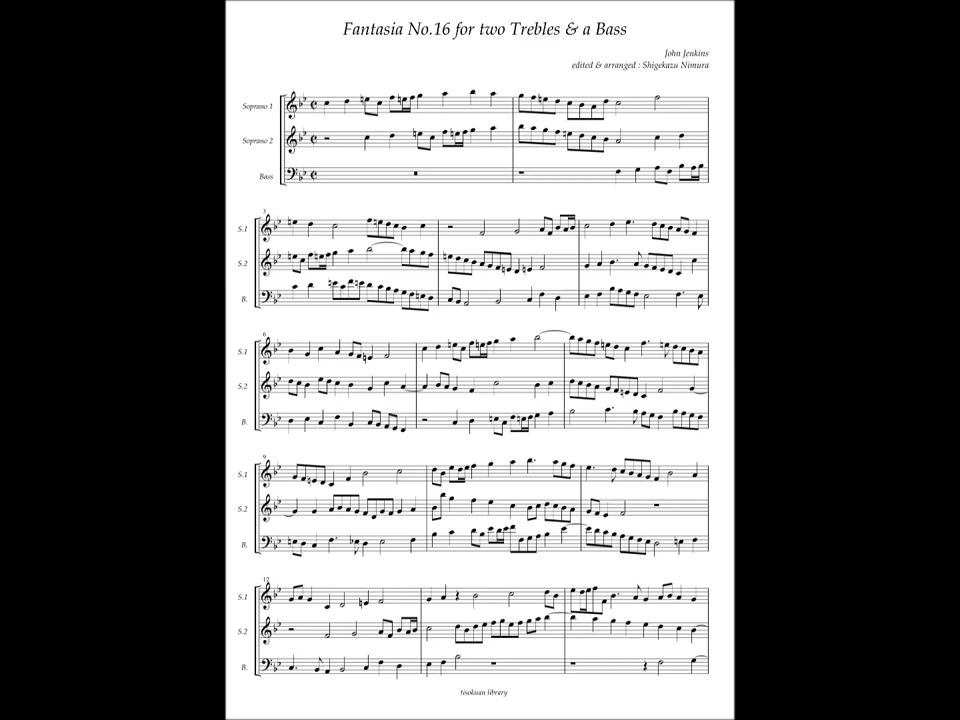 Fantasia No.16 for two Trebles & a Bass
John Jenkins
edited & arranged : Shigekazu Nimura
Soprano 1
Soprano 2
Bass
3
S.1
S.2
B.
6
S.1
S.2
B.
9
S.1
S.2
B.
12
S.1
S.2
B.
tisokuan library